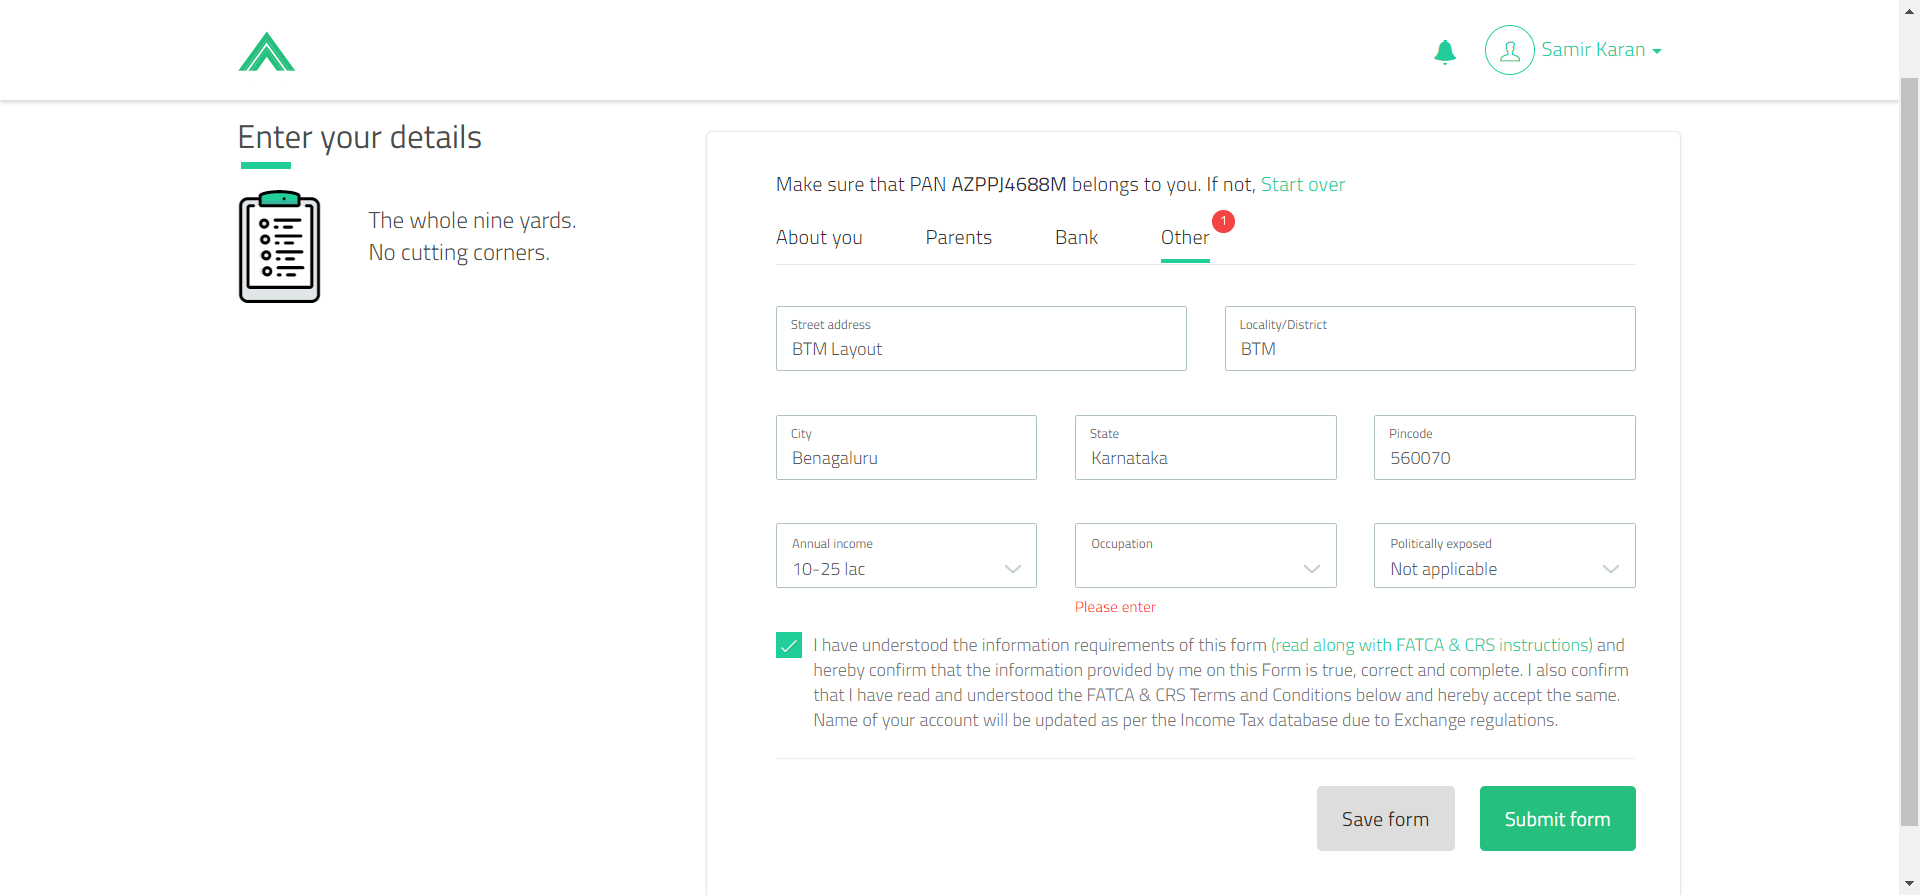 Samir Karan
Enter your details
The whole nine yards.
No cutting corners.
Make sure that PAN AZPPJ4688M belongs to you. If not, Start over
About you
Parents
Bank
Other
1
Street address
BTM Layout
Locality/District
BTM
City
Benagaluru
State
Karnataka
Pincode
560070
Annual income
10-25 lac
Occupation
Politically exposed
Not applicable
Please enter
I have understood the information requirements of this form (read along with FATCA & CRS instructions) and
hereby confirm that the information provided by me on this Form is true, correct and complete. I also confirm
that I have read and understood the FATCA & CRS Terms and Conditions below and hereby accept the same.
Name of your account will be updated as per the Income Tax database due to Exchange regulations.
Save form
Submit form